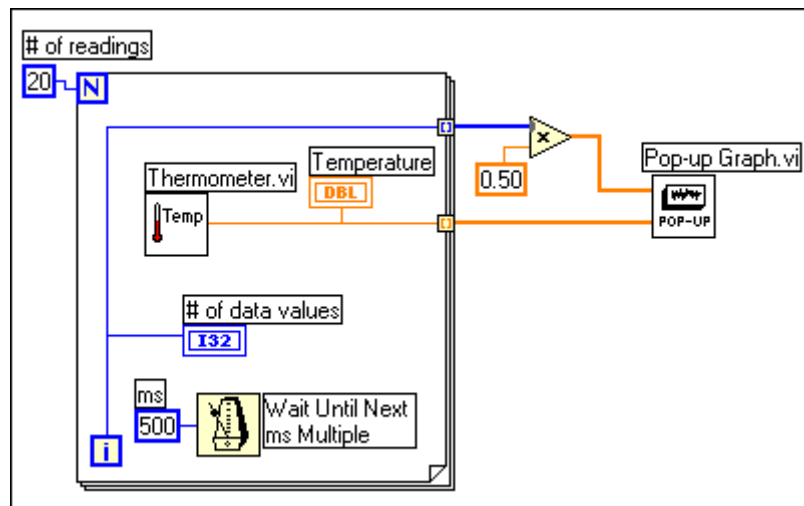 # of readings
20
N
Temperature
DBL
Thermometer.vi
Temp
x
0.50
Pop-up Graph.vi
POP-UP
# of data values
I32
ms
500
Wait Until Next
ms Multiple
i